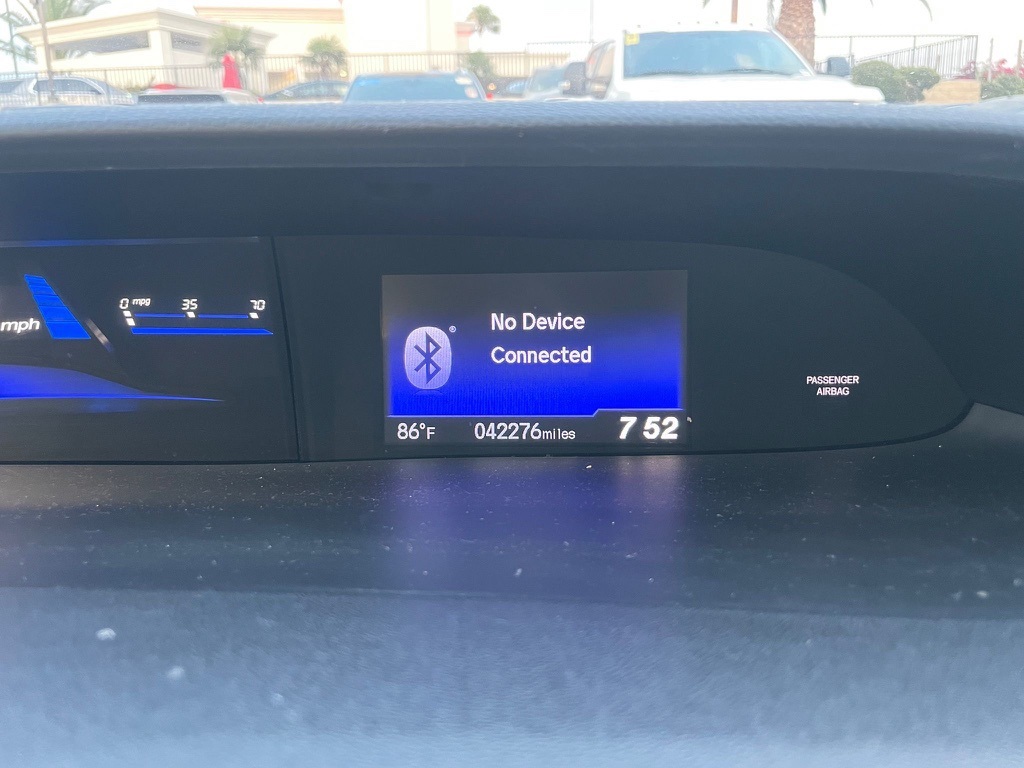 mph
0 mpg 35 70
®
No Device
Connected
86°F 042276miles 7 52
PASSENGER
AIRBAG